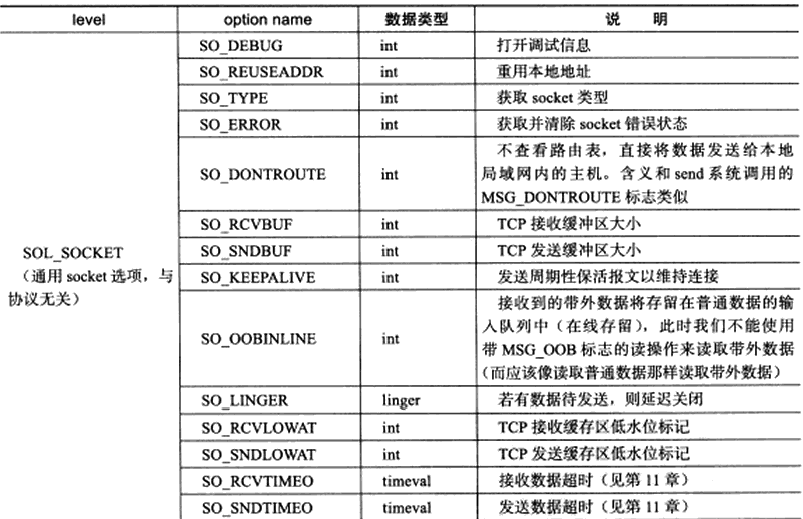 level option name 数据类型 说 明
SO_DEBUG int 打开调试信息
SO_REUSEADDR int 重用本地地址
SO_TYPE int 获取 socket 类型
SO_ERROR int 获取并清除 socket 错误状态
不查看路由表，直接将数据发送给本地
SO_DONTROUTE int 局域网内的主机。含义和 send 系统调用的
MSG_DONTROUTE 标志类似
SO_RCVBUF int TCP 接收缓冲区大小
SOL_SOCKET SO_SNDBUF int TCP 发送缓冲区大小
（通用 socket 选项，与 SO_KEEPALIVE int 发送周期性保活报文以维持连接
协议无关）
接收到的带外数据将存留在普通数据的输
入队列中（在线存留），此时我们不能使用
SO_OOBINLINE int 带 MSG_OOB 标志的读操作来读取带外数据
（而应该像读取普通数据那样读取带外数据）
SO_LINGER linger 若有数据待发送，则延迟关闭
SO_RCVLOWAT int TCP 接收缓存区低水位标记
SO_SNDLOWAT int TCP 发送缓存区低水位标记
SO_RCVTIMEO timeval 接收数据超时（见第 11 章）
SO_SNDTIMEO timeval 发送数据超时（见第 11 章）